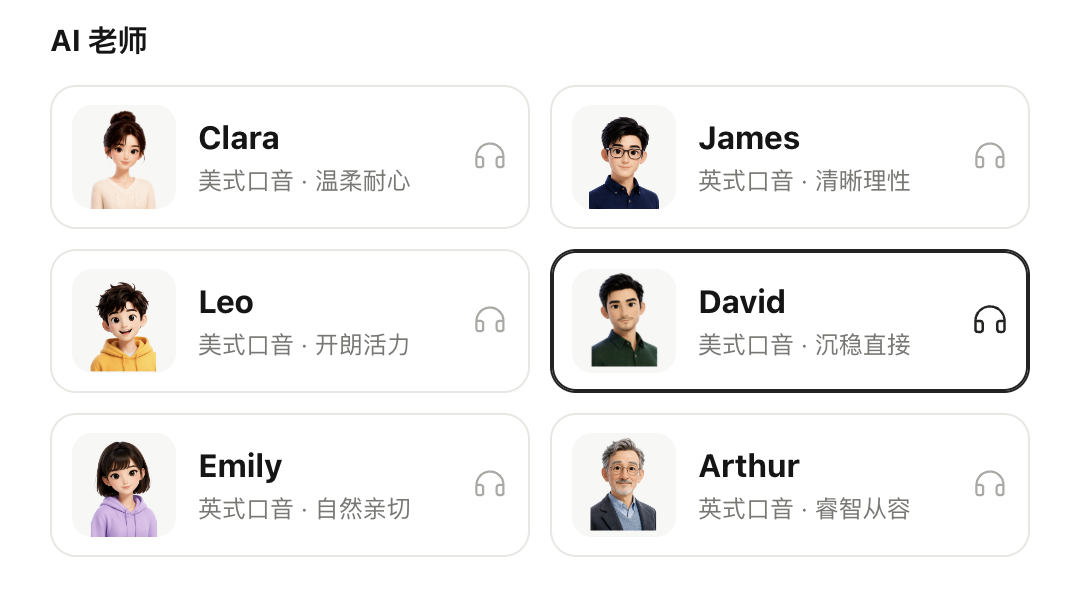 AI 老师
Clara
美式口音 · 温柔耐心
James
英式口音 · 清晰理性
Leo
美式口音 · 开朗活力
David
美式口音 · 沉稳直接
Emily
英式口音 · 自然亲切
Arthur
英式口音 · 睿智从容